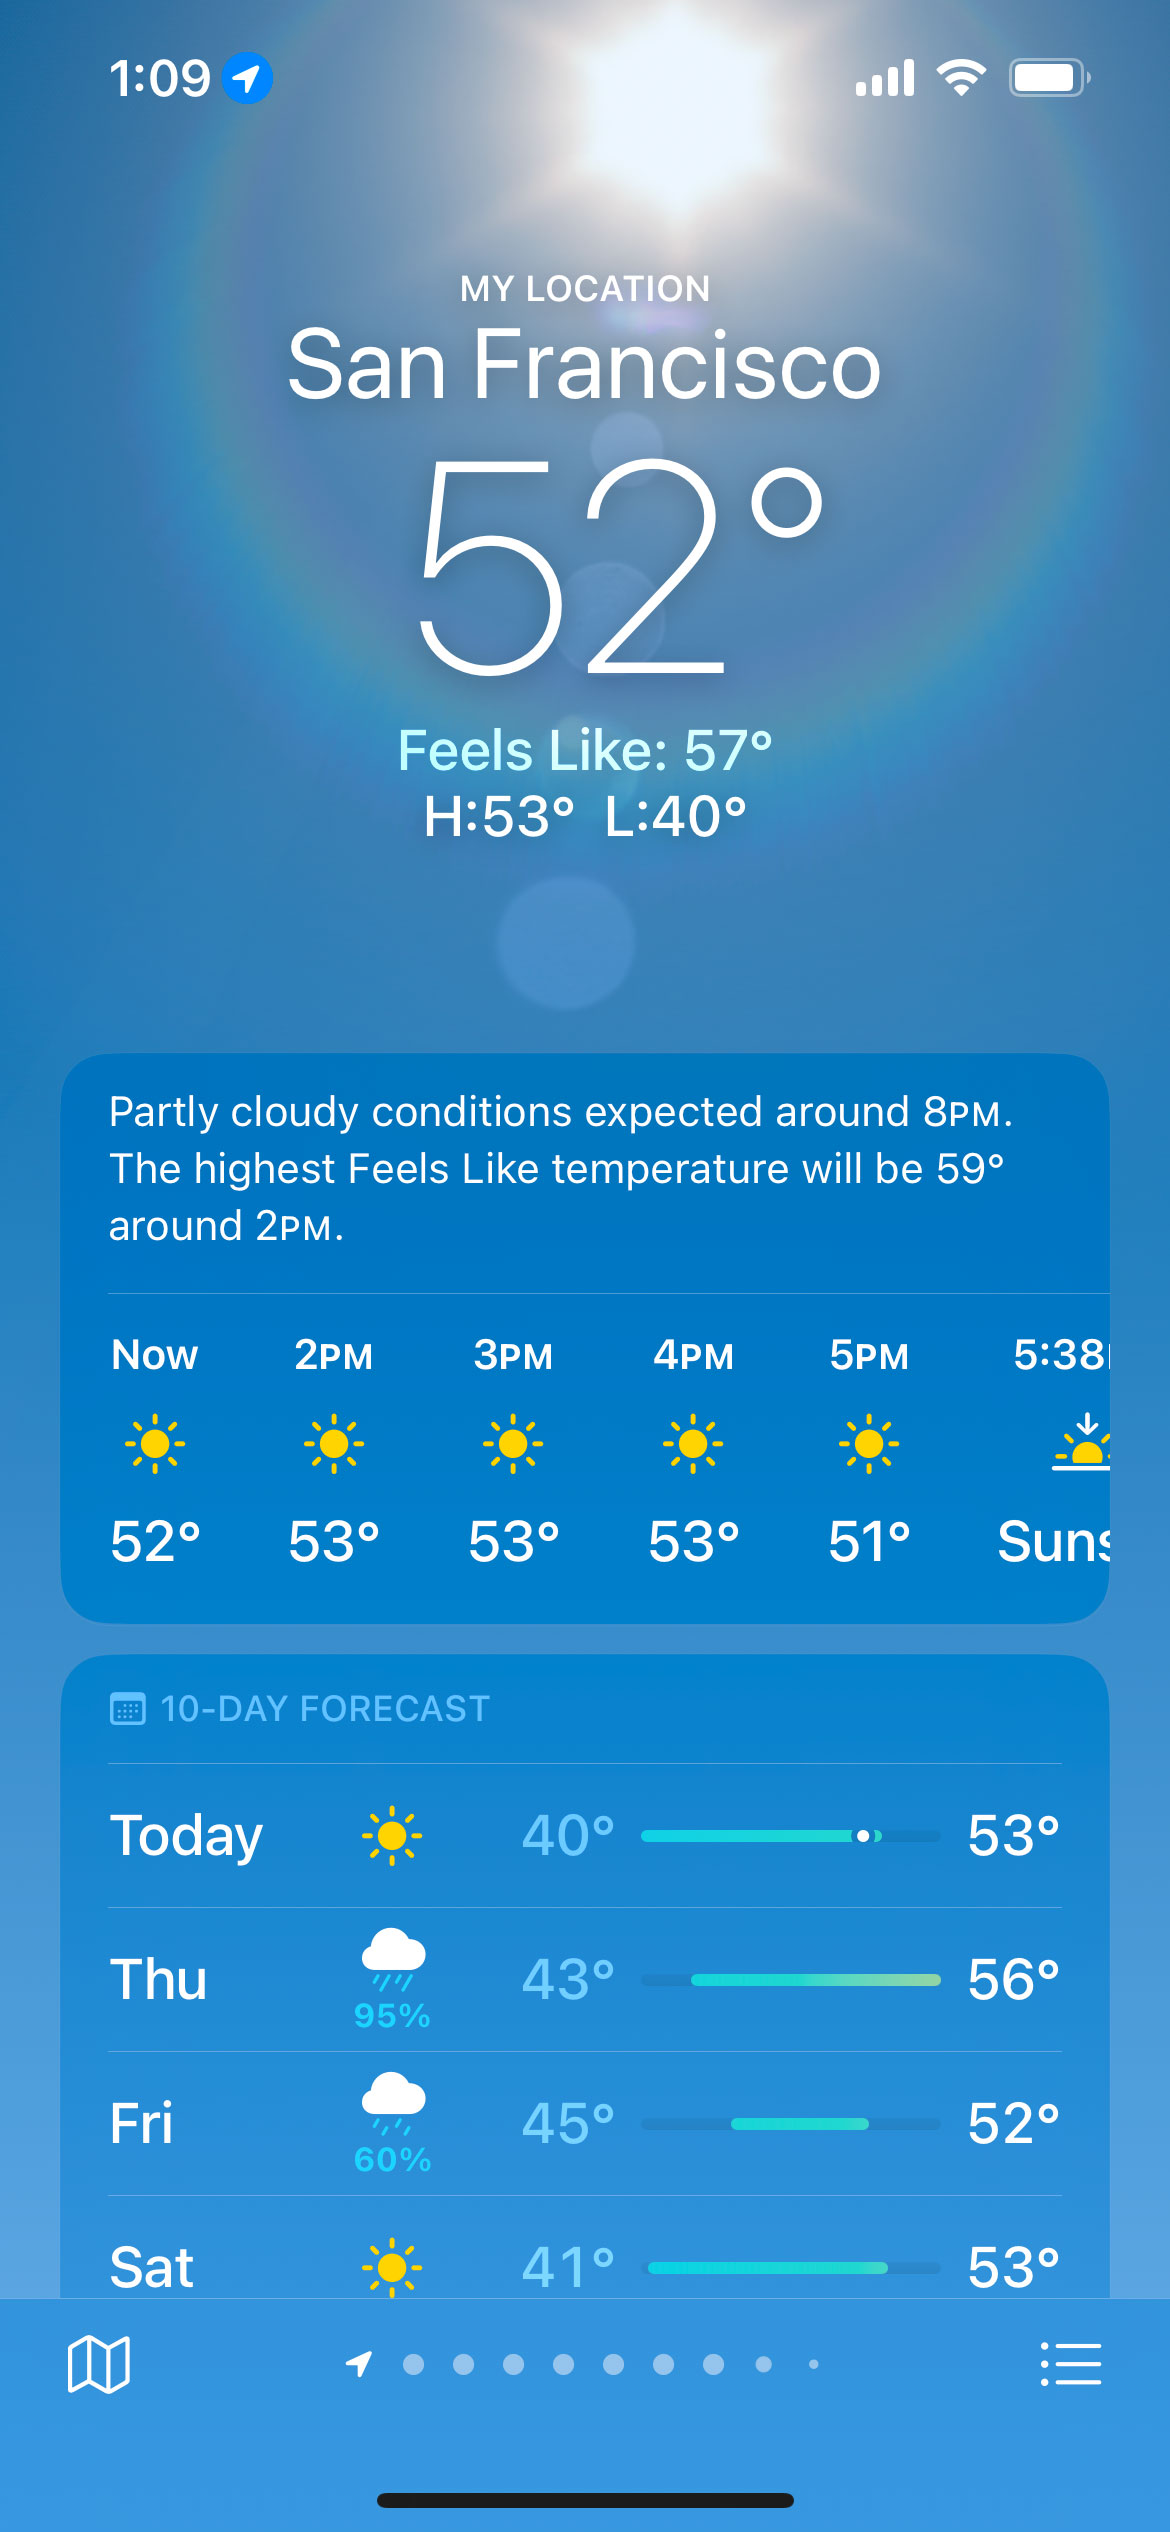 1:09
MY LOCATION
San Francisco
52°
Feels Like: 57°
H:53° L:40°
Partly cloudy conditions expected around 8PM.
The highest Feels Like temperature will be 59°
around 2PM.
Now 2PM 3PM 4PM 5PM 5:38
52° 53° 53° 53° 51° Suns
10-DAY FORECAST
Today 40° 53°
Thu 95% 43° 56°
Fri 60% 45° 52°
Sat 41° 53°